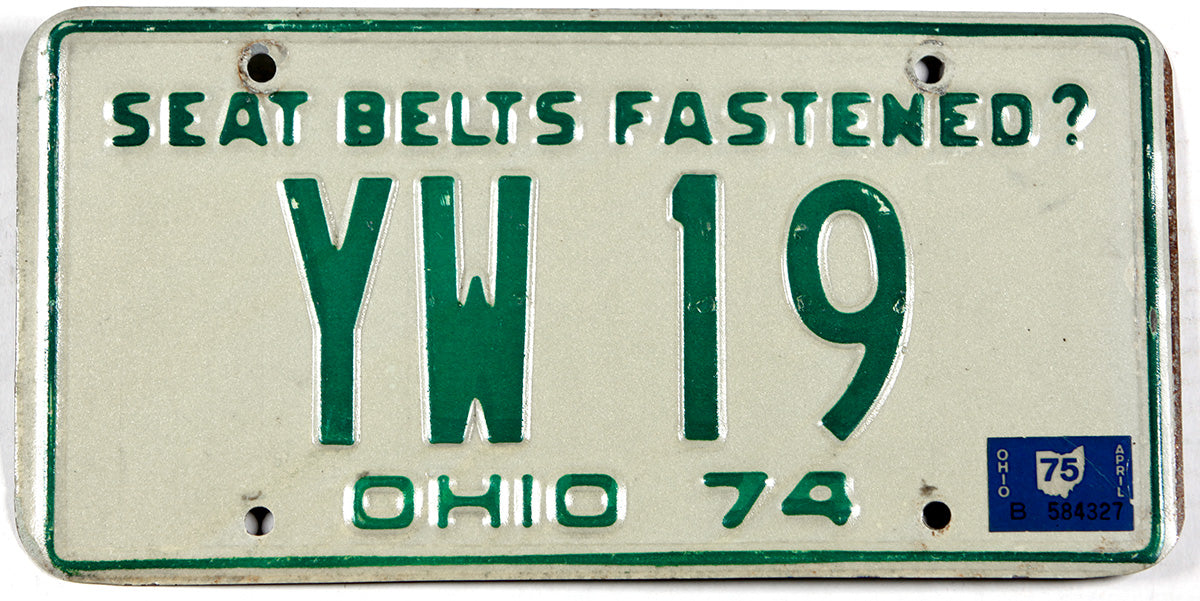 SEAT BELTS FASTENED?
YW 19
OHIO 74
OHIO 75 APRIL
B 584327